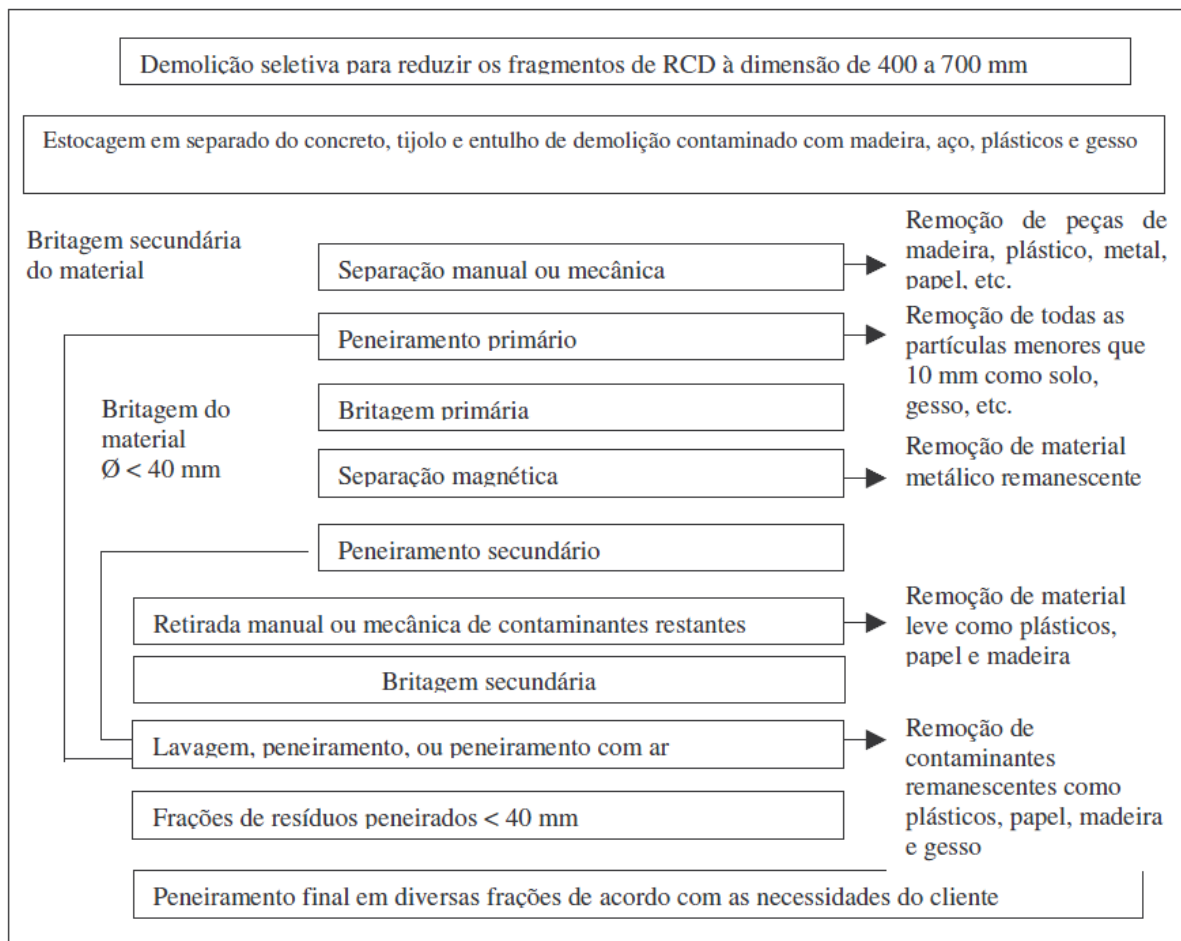 Demolição seletiva para reduzir os fragmentos de RCD à dimensão de 400 a 700 mm
Estocagem em separado do concreto, tijolo e entulho de demolição contaminado com madeira, aço, plásticos e gesso
Britagem secundária
do material
Separação manual ou mecânica
Remoção de peças de
madeira, plástico, metal,
papel, etc.
Peneiramento primário
Remoção de todas as
partículas menores que
10 mm como solo,
gesso, etc.
Britagem do
material
Ø < 40 mm
Britagem primária
Separação magnética
Remoção de material
metálico remanescente
Peneiramento secundário
Retirada manual ou mecânica de contaminantes restantes
Remoção de material
leve como plásticos,
papel e madeira
Britagem secundária
Lavagem, peneiramento, ou peneiramento com ar
Remoção de
contaminantes
remanescentes como
plásticos, papel, madeira
e gesso
Frações de resíduos peneirados < 40 mm
Peneiramento final em diversas frações de acordo com as necessidades do cliente